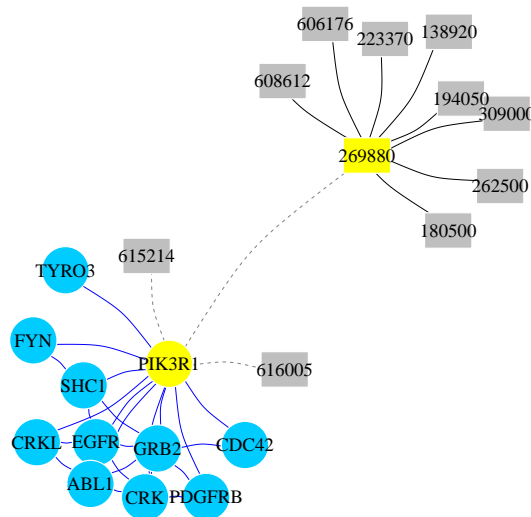 606176
138920
223370
608612
194050
309000
269880
262500
180500
615214
TYRO3
FYN
PIK3R1
616005
SHC1
CRKL
EGFR
GRB2
CDC42
ABL1
CRK
PDGFRB